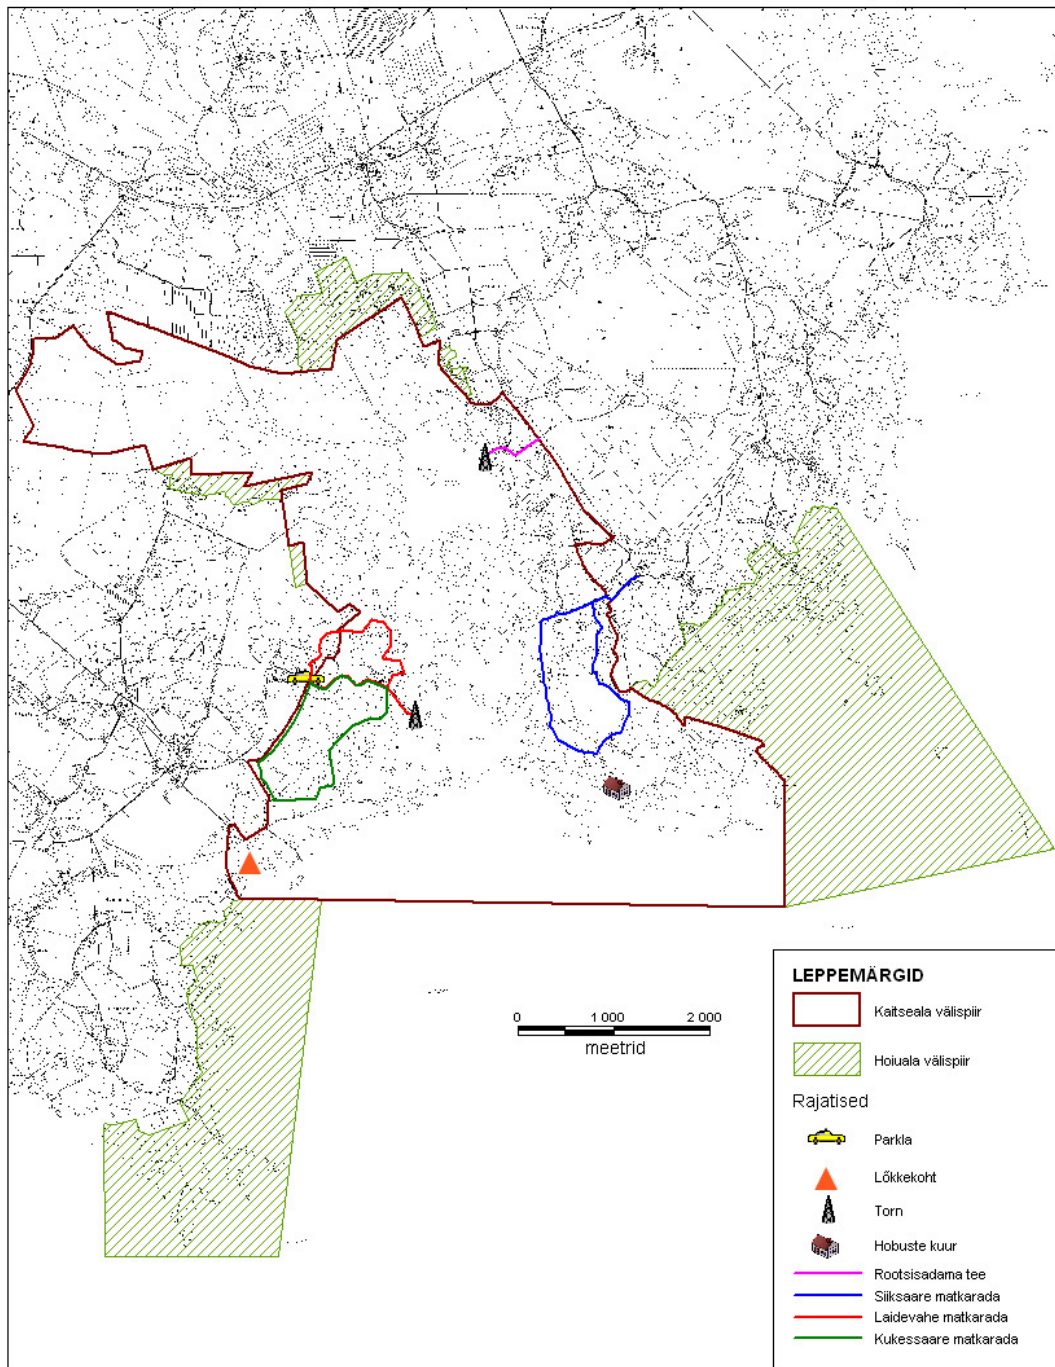 0 1 000 2 000
meetrid
LEPPEMÄRGID
Kaitseala välispiir
Hoiuala välispiir
Rajatised
Parkla
Lõkkekoht
Torn
Hobuste kuur
Rootsisadama tee
Siiksaare matkarada
Laidevahe matkarada
Kukessaare matkarada